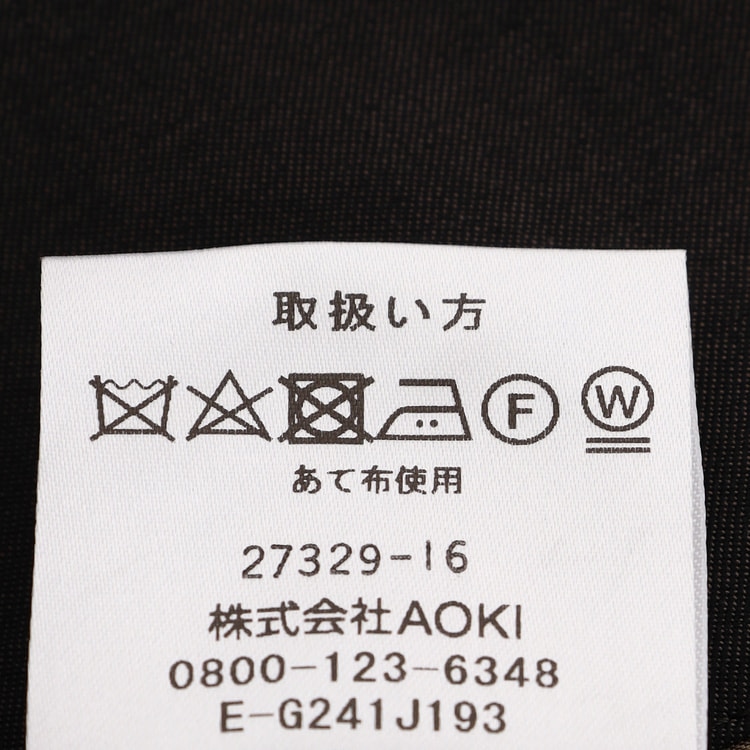 取扱い方
F W
あて布使用
27329-16
株式会社AOKI
0800-123-6348
E-G241J193